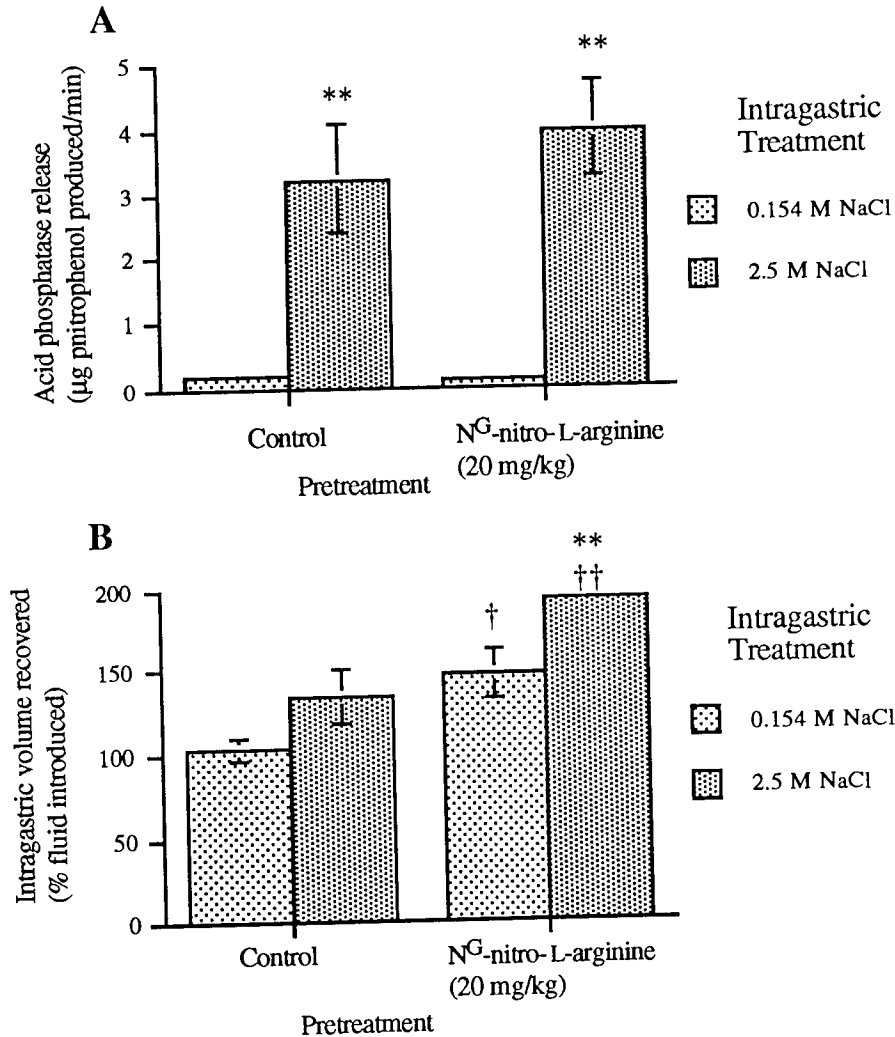 A
Acid phosphatase release
(µg pnitrophenol produced/min)
5
4
3
2
1
0
**
**
Control
N^G-nitro-L-arginine
(20 mg/kg)
Pretreatment
Intragastric
Treatment
0.154 M NaCl
2.5 M NaCl
B
Intragastric volume recovered
(% fluid introduced)
200
150
100
50
0
†
**
††
Control
N^G-nitro-L-arginine
(20 mg/kg)
Pretreatment
Intragastric
Treatment
0.154 M NaCl
2.5 M NaCl